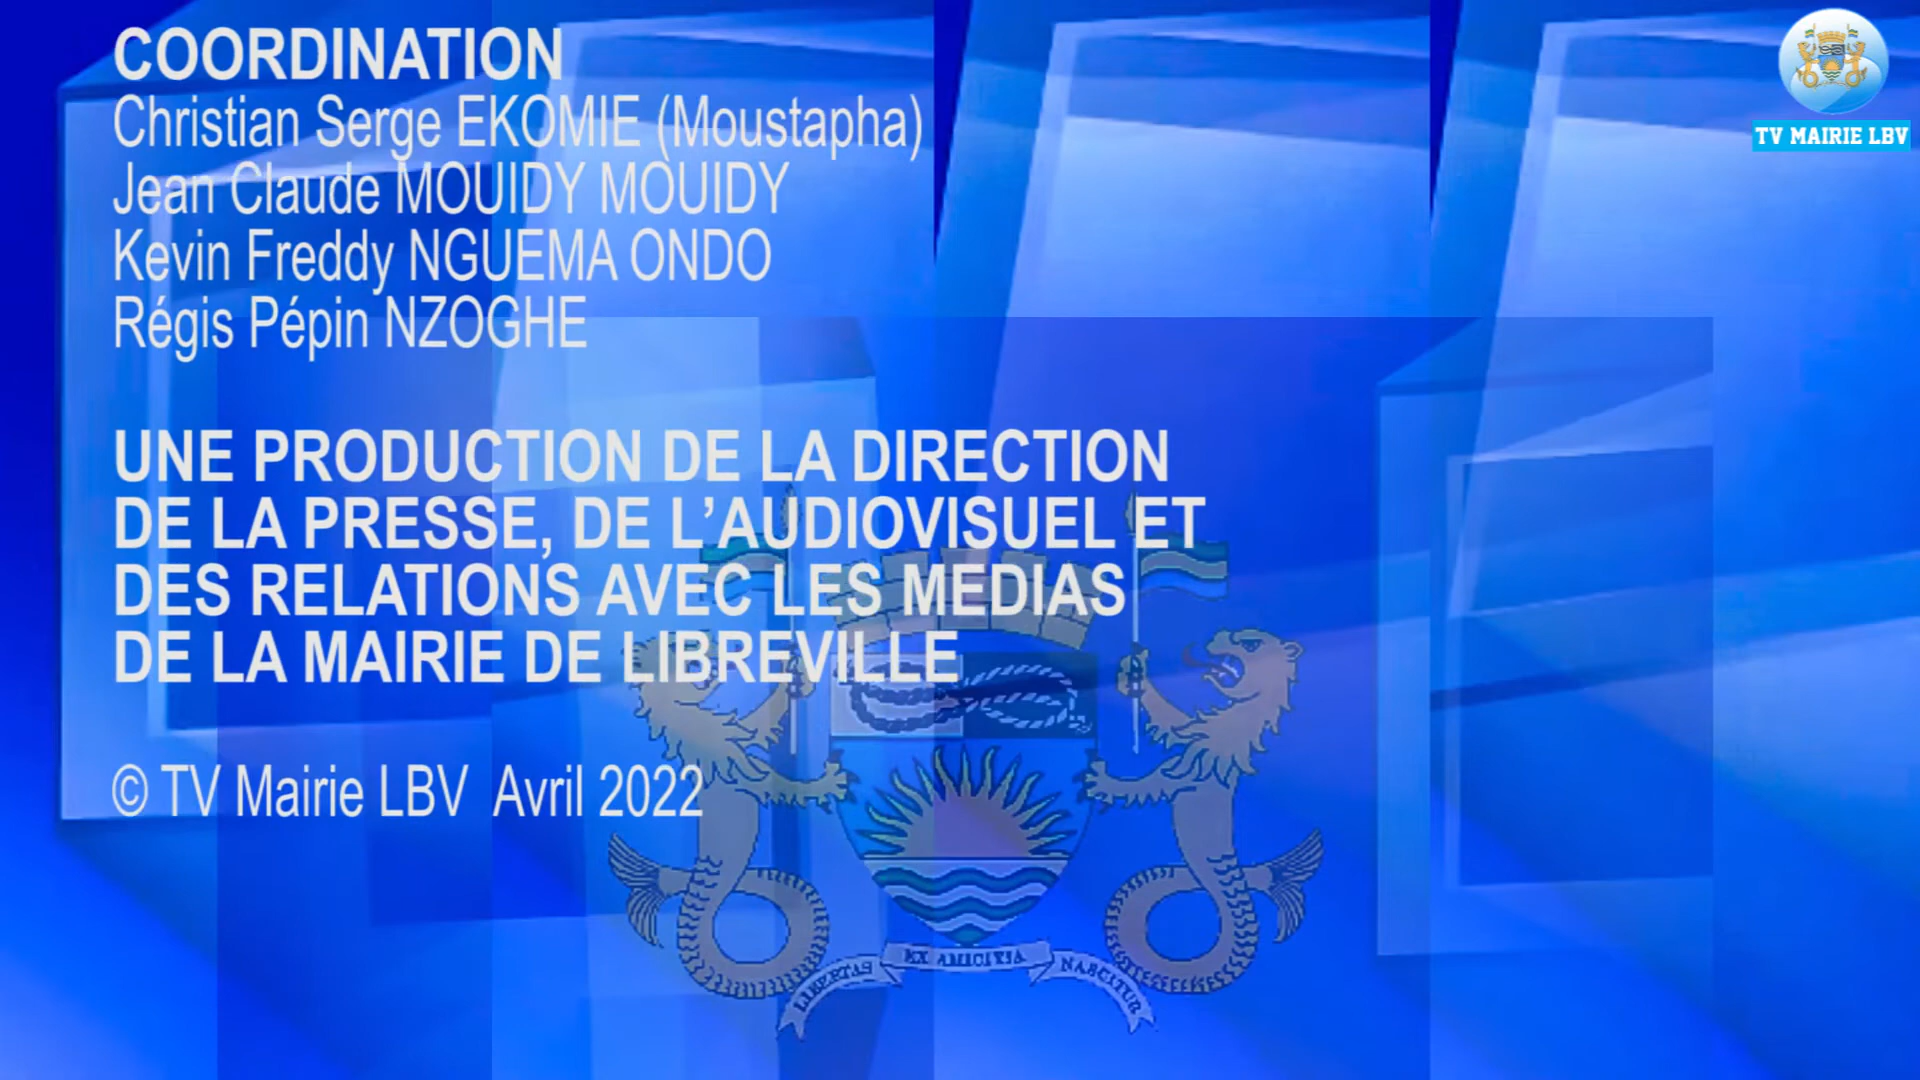 COORDINATION
Christian Serge EKOMIE (Moustapha)
Jean Claude MOUIDY MOUIDY
Kevin Freddy NGUEMA ONDO
Régis Pépin NZOGHE
UNE PRODUCTION DE LA DIRECTION
DE LA PRESSE, DE L’AUDIOVISUEL ET
DES RELATIONS AVEC LES MEDIAS
DE LA MAIRIE DE LIBREVILLE
© TV Mairie LBV Avril 2022
TV MAIRIE LBV
LIBERTAS EX AMICITIA NASCITUR